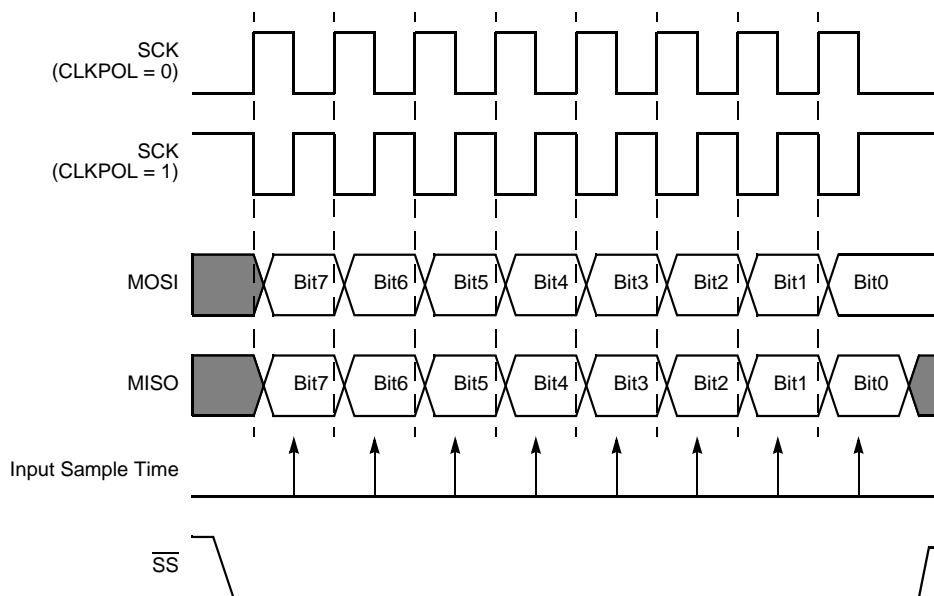 SCK
(CLKPOL = 0)
SCK
(CLKPOL = 1)
MOSI
Bit7 Bit6 Bit5 Bit4 Bit3 Bit2 Bit1 Bit0
MISO
Bit7 Bit6 Bit5 Bit4 Bit3 Bit2 Bit1 Bit0
Input Sample Time
SS